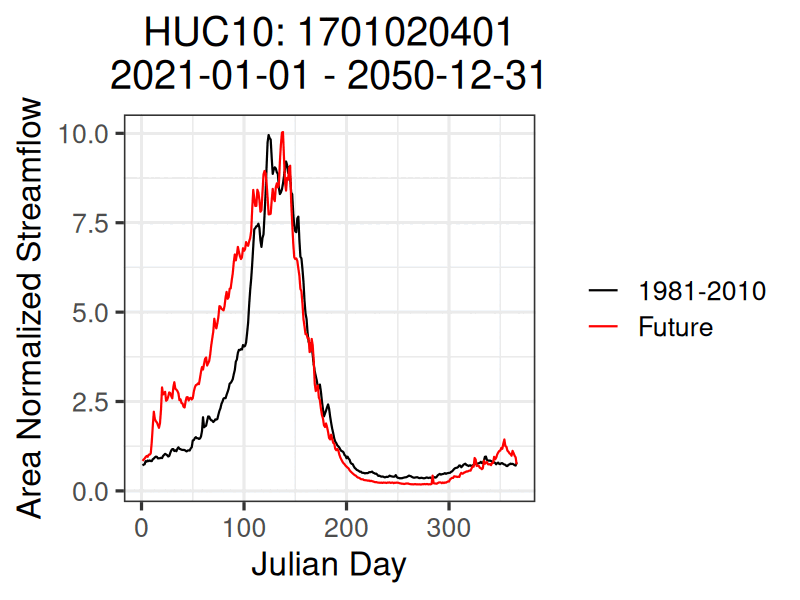 HUC10: 1701020401
2021-01-01 - 2050-12-31
Area Normalized Streamflow
10.0
7.5
5.0
2.5
0.0
0 100 200 300
Julian Day
1981-2010
Future